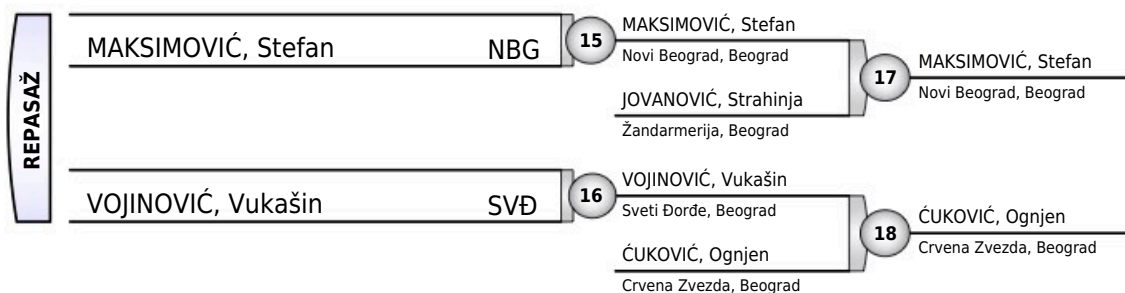 REPASAŽ
MAKSIMOVIĆ, Stefan NBG
15
MAKSIMOVIĆ, Stefan
Novi Beograd, Beograd
JOVANOVIĆ, Strahinja
Žandarmerija, Beograd
17
MAKSIMOVIĆ, Stefan
Novi Beograd, Beograd
VOJINOVIĆ, Vukašin SVĐ
16
VOJINOVIĆ, Vukašin
Sveti Đorđe, Beograd
ĆUKOVIĆ, Ognjen
Crvena Zvezda, Beograd
18
ĆUKOVIĆ, Ognjen
Crvena Zvezda, Beograd